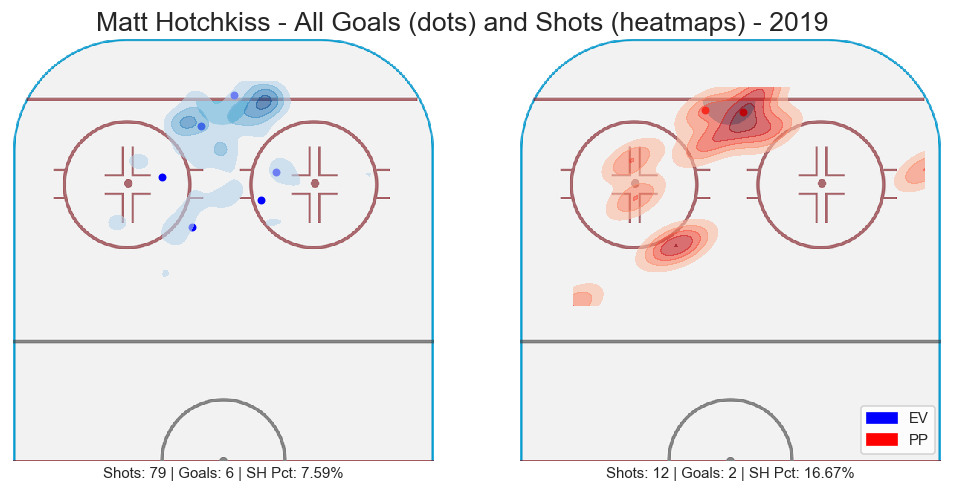 Matt Hotchkiss - All Goals (dots) and Shots (heatmaps) - 2019
EV
PP
Shots: 79 | Goals: 6 | SH Pct: 7.59%
Shots: 12 | Goals: 2 | SH Pct: 16.67%